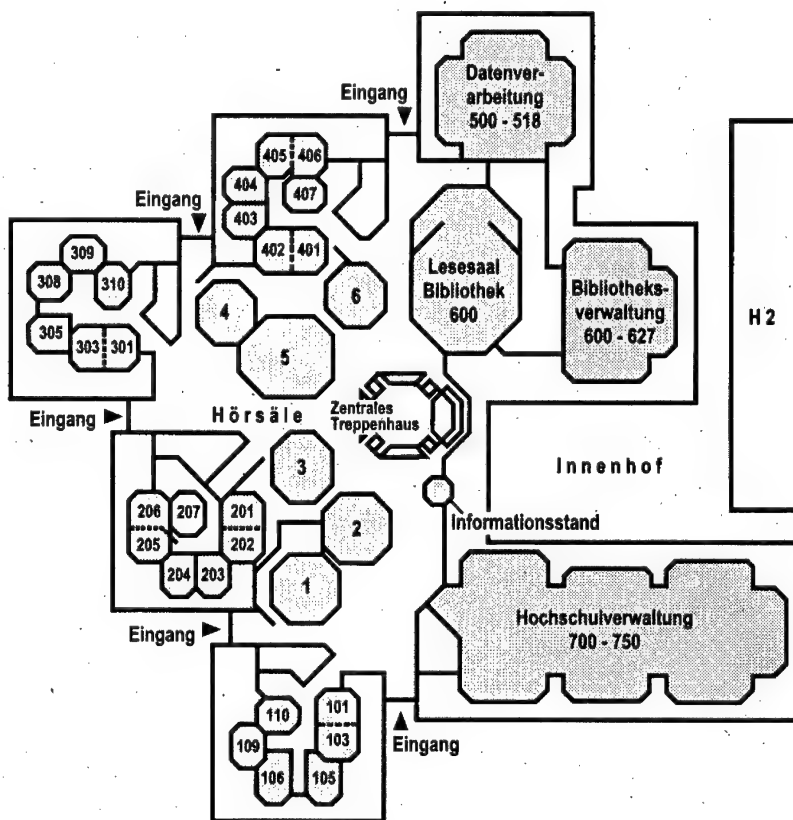 Datenver-
arbeitung
500 - 518
Eingang
405 406
404
407
403
402 401
Eingang
309
308
310
305
303 301
4
6
5
Lesesaal
Bibliothek
600
Bibliotheks-
verwaltung
600 - 627
H2
Eingang
Hörsäle
Zentrales
Treppenhaus
3
Innenhof
206
207
201
205
202
204
203
2
1
Informationsstand
Eingang
Hochschulverwaltung
700 - 750
110
101
109
103
106
105
Eingang